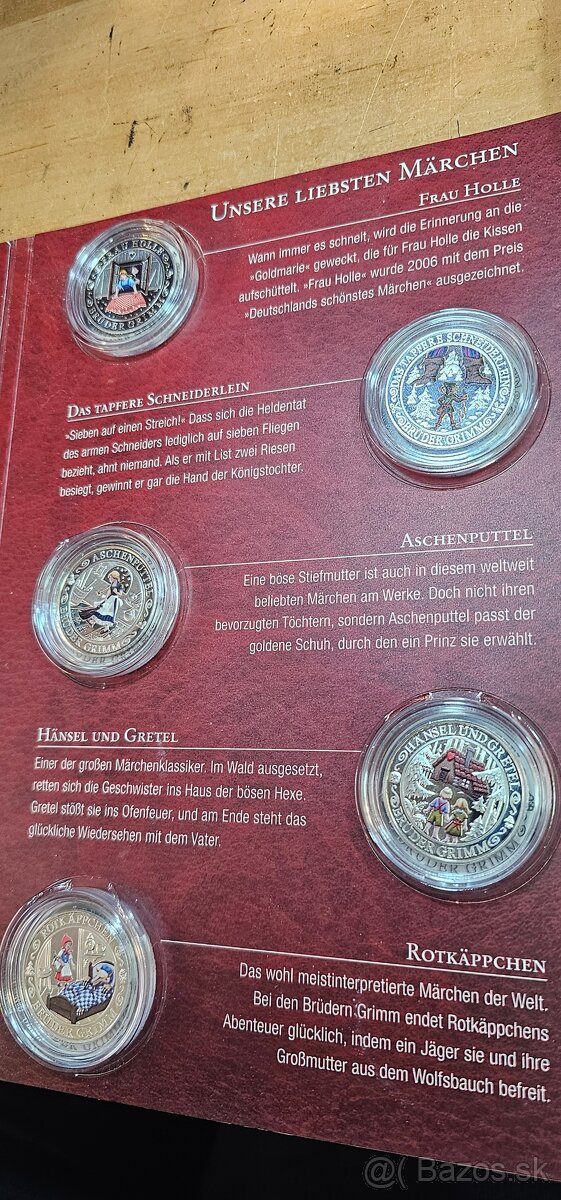 UNSERE LIEBSTEN MÄRCHEN
FRAU HOLLE
Wann immer es schneit, wird die Erinnerung an die
»Goldmarie« geweckt, die für Frau Holle die Kissen
aufschüttelt. »Frau Holle« wurde 2006 mit dem Preis
»Deutschlands schönstes Märchen« ausgezeichnet.
FRAU HOLLE
BRÜDER GRIMM
DAS TAPFERE SCHNEIDERLEIN
»Sieben auf einen Streich!« Dass sich die Heldentat
des armen Schneiders lediglich auf sieben Fliegen
bezieht, ahnt niemand. Als er mit List zwei Riesen
besiegt, gewinnt er gar die Hand der Königstochter.
DAS TAPFERE SCHNEIDERLEIN
BRÜDER GRIMM
ASCHENPUTTEL
Eine böse Stiefmutter ist auch in diesem weltweit
beliebten Märchen am Werke. Doch nicht ihren
bevorzugten Töchtern, sondern Aschenputtel passt der
goldene Schuh, durch den ein Prinz sie erwählt.
ASCHENPUTTEL
BRÜDER GRIMM
HÄNSEL UND GRETEL
Einer der großen Märchenklassiker. Im Wald ausgesetzt,
retten sich die Geschwister ins Haus der bösen Hexe.
Gretel stößt sie ins Ofenfeuer, und am Ende steht das
glückliche Wiedersehen mit dem Vater.
HÄNSEL UND GRETEL
BRÜDER GRIMM
ROTKÄPPCHEN
Das wohl meistinterpretierte Märchen der Welt.
Bei den Brüdern Grimm endet Rotkäppchens
Abenteuer glücklich, indem ein Jäger sie und ihre
Großmutter aus dem Wolfsbauch befreit.
ROTKÄPPCHEN
BRÜDER GRIMM
@( Bazos.sk